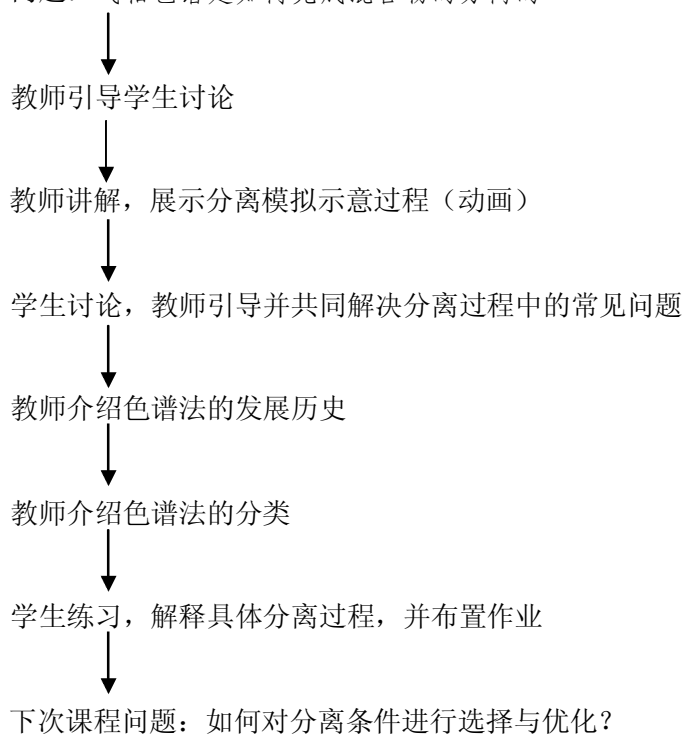 教师引导学生讨论
教师讲解，展示分离模拟示意过程（动画）
学生讨论，教师引导并共同解决分离过程中的常见问题
教师介绍色谱法的发展历史
教师介绍色谱法的分类
学生练习，解释具体分离过程，并布置作业
下次课程问题：如何对分离条件进行选择与优化？